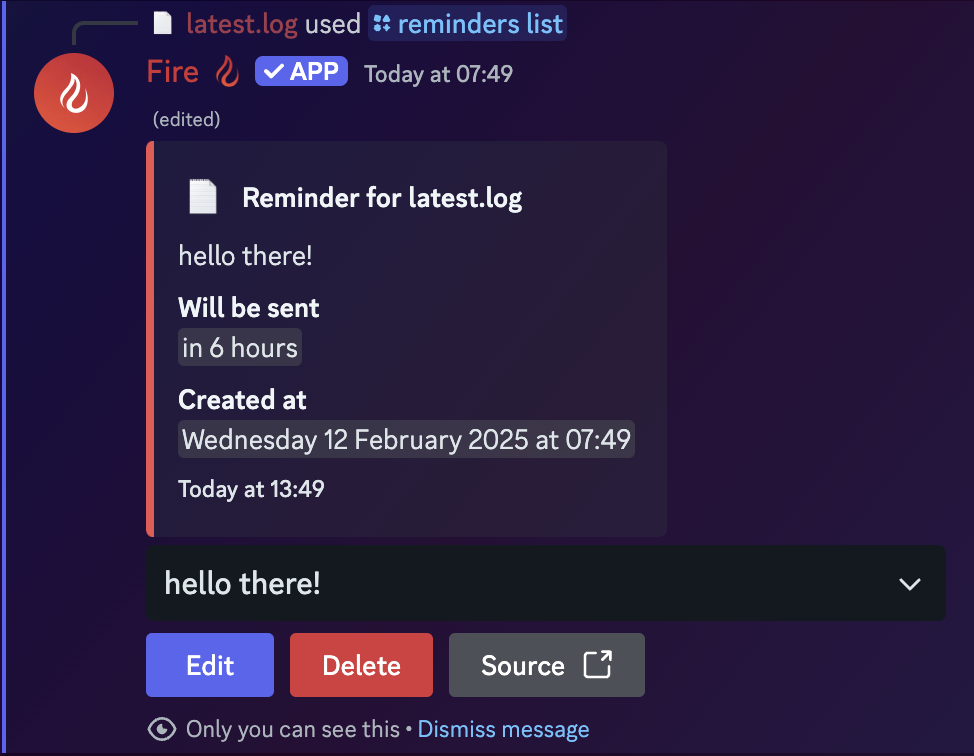 latest.log used reminders list
Fire APP Today at 07:49
(edited)
Reminder for latest.log
hello there!
Will be sent
in 6 hours
Created at
Wednesday 12 February 2025 at 07:49
Today at 13:49
hello there!
Edit Delete Source
Only you can see this • Dismiss message